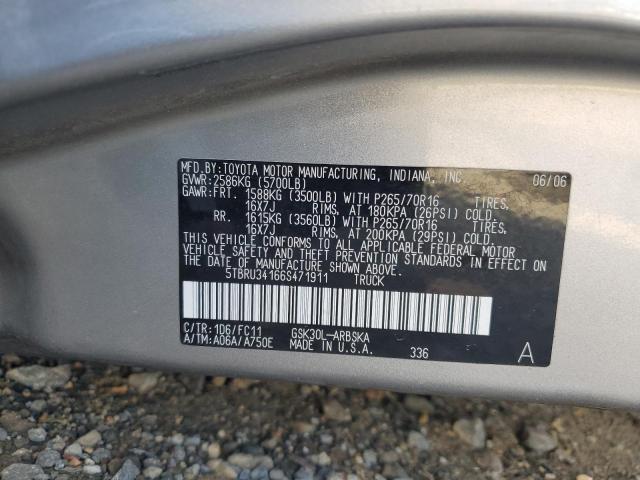 MFD.BY:TOYOTA MOTOR MANUFACTURING, INDIANA, INC. 06/06
GVWR:2586KG (5700LB)
GAWR:FRT. 1588KG (3500LB) WITH P265/70R16 TIRES,
16X7J RIMS, AT 180KPA (26PSI) COLD.
RR. 1615KG (3560LB) WITH P265/70R16 TIRES,
16X7J RIMS, AT 200KPA (29PSI) COLD.
THIS VEHICLE CONFORMS TO ALL APPLICABLE FEDERAL MOTOR
VEHICLE SAFETY AND THEFT PREVENTION STANDARDS IN EFFECT ON
THE DATE OF MANUFACTURE SHOWN ABOVE.
5TBRU34166S471911 TRUCK
C/TR:1D6/FC11 GSK30L-ARBSKA
A/TM:A06A/A750E MADE IN U.S.A. 336 A